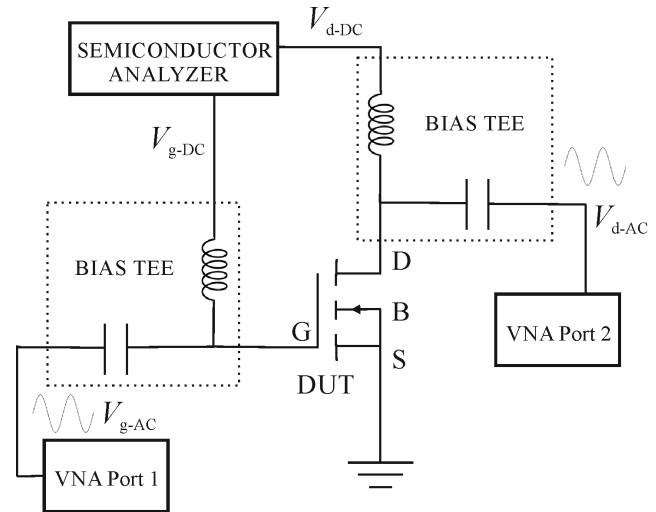 V_d-DC
SEMICONDUCTOR
ANALYZER
BIAS TEE
V_g-DC
V_d-AC
BIAS TEE
D
B
G
S
VNA Port 2
DUT
V_g-AC
VNA Port 1